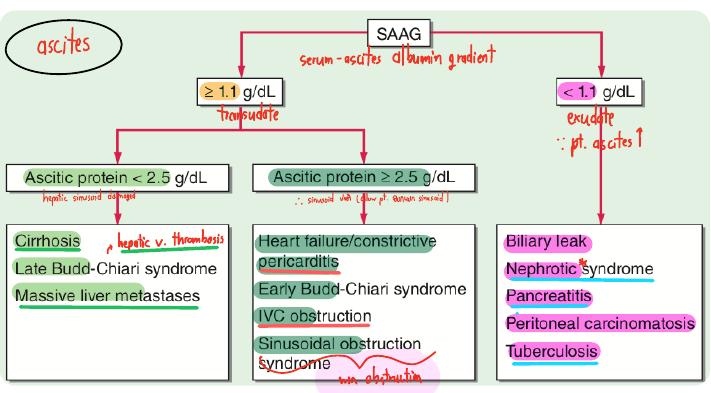 ascites
SAAG
serum-ascites albumin gradient
≥ 1.1 g/dL
transudate
< 1.1 g/dL
exudate
∵ pt. ascites ↑
Ascitic protein < 2.5 g/dL
hepatic sinusoid damaged
Ascitic protein ≥ 2.5 g/dL
∴ sinusoid
Cirrhosis
hepatic v. thrombosis
Late Budd-Chiari syndrome
Massive liver metastases
Heart failure/constrictive
pericarditis
Early Budd-Chiari syndrome
IVC obstruction
Sinusoidal obstruction
syndrome
obstruction
Biliary leak
Nephrotic *syndrome
Pancreatitis
Peritoneal carcinomatosis
Tuberculosis